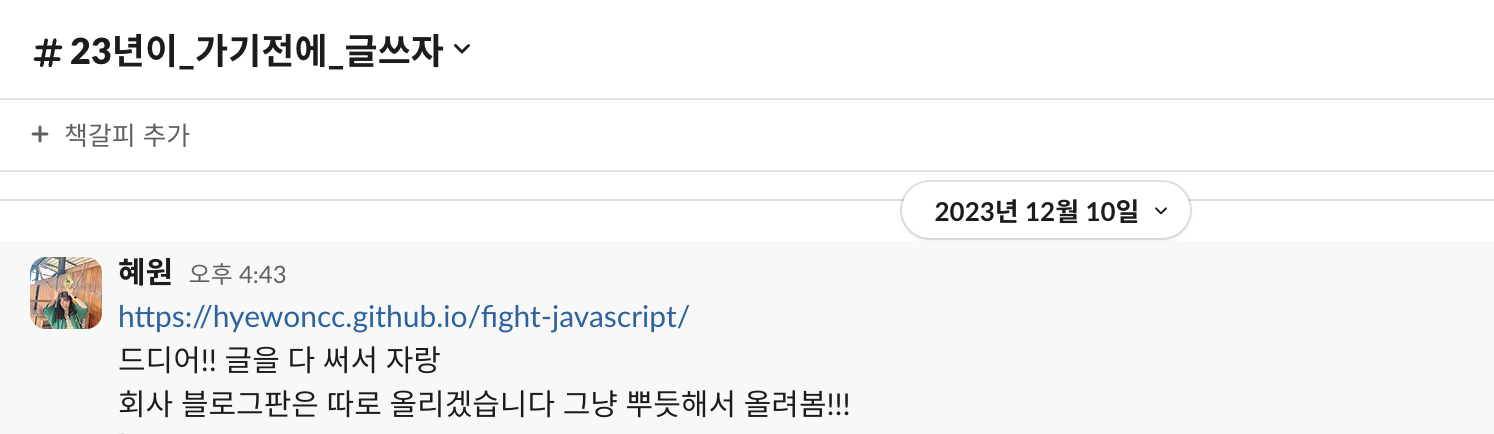 # 23년이_가기전에_글쓰자
+ 책갈피 추가
2023년 12월 10일
혜원 오후 4:43
https://hyewoncc.github.io/fight-javascript/
드디어!! 글을 다 써서 자랑
회사 블로그판은 따로 올리겠습니다 그냥 뿌듯해서 올려봄!!!